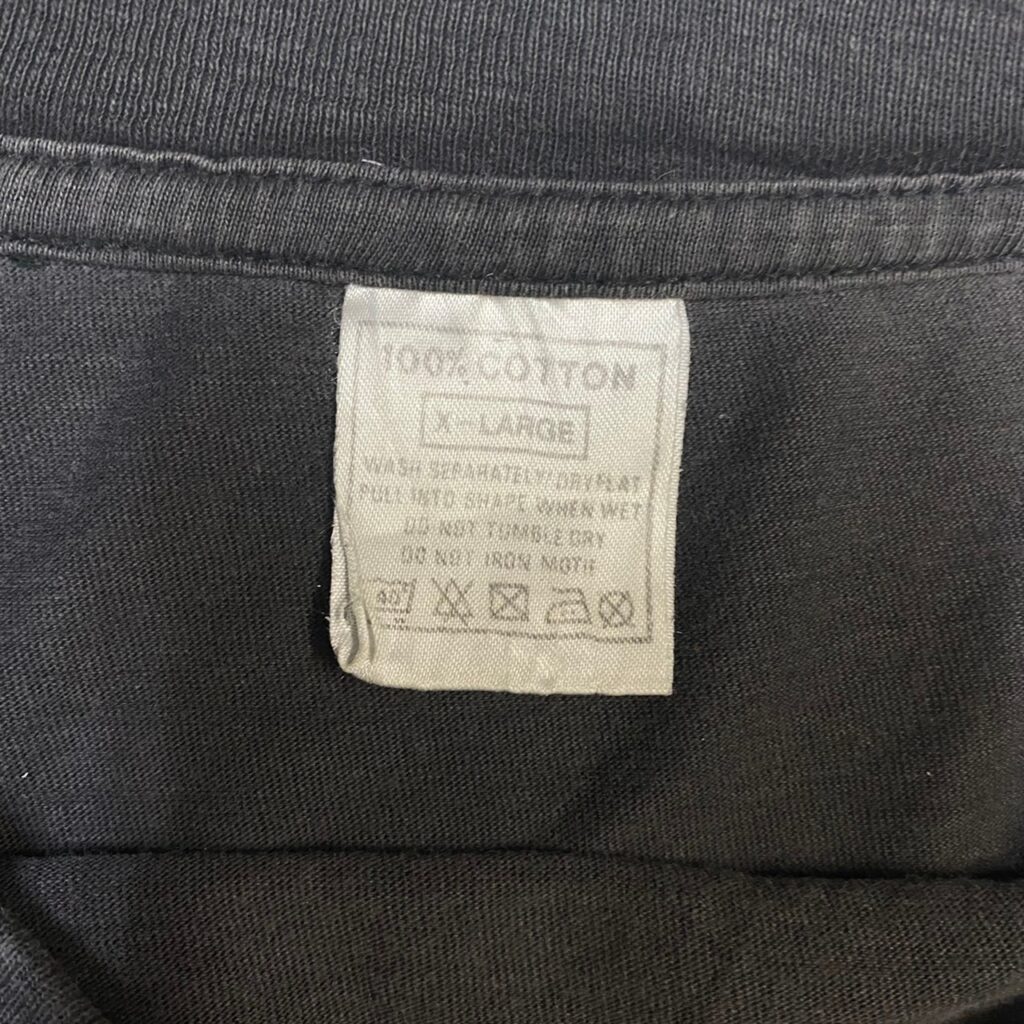 100% COTTON
X-LARGE
WASH SEPARATELY/DRY FLAT
PULL INTO SHAPE WHEN WET
DO NOT TUMBLE DRY
DO NOT IRON MOTIF
40